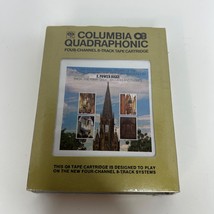 COLUMBIA
QUADRAPHONIC
FOUR-CHANNEL 8-TRACK TAPE CARTRIDGE
THIS Q8 TAPE CARTRIDGE IS DESIGNED TO PLAY
ON THE NEW FOUR-CHANNEL 8-TRACK SYSTEMS